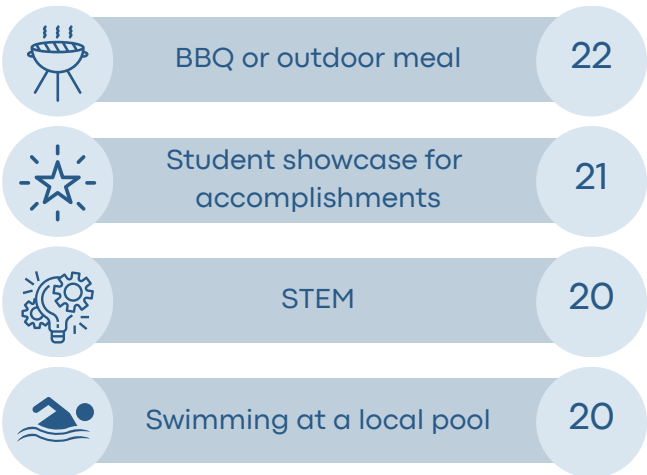 BBQ or outdoor meal 22
Student showcase for
accomplishments 21
STEM 20
Swimming at a local pool 20